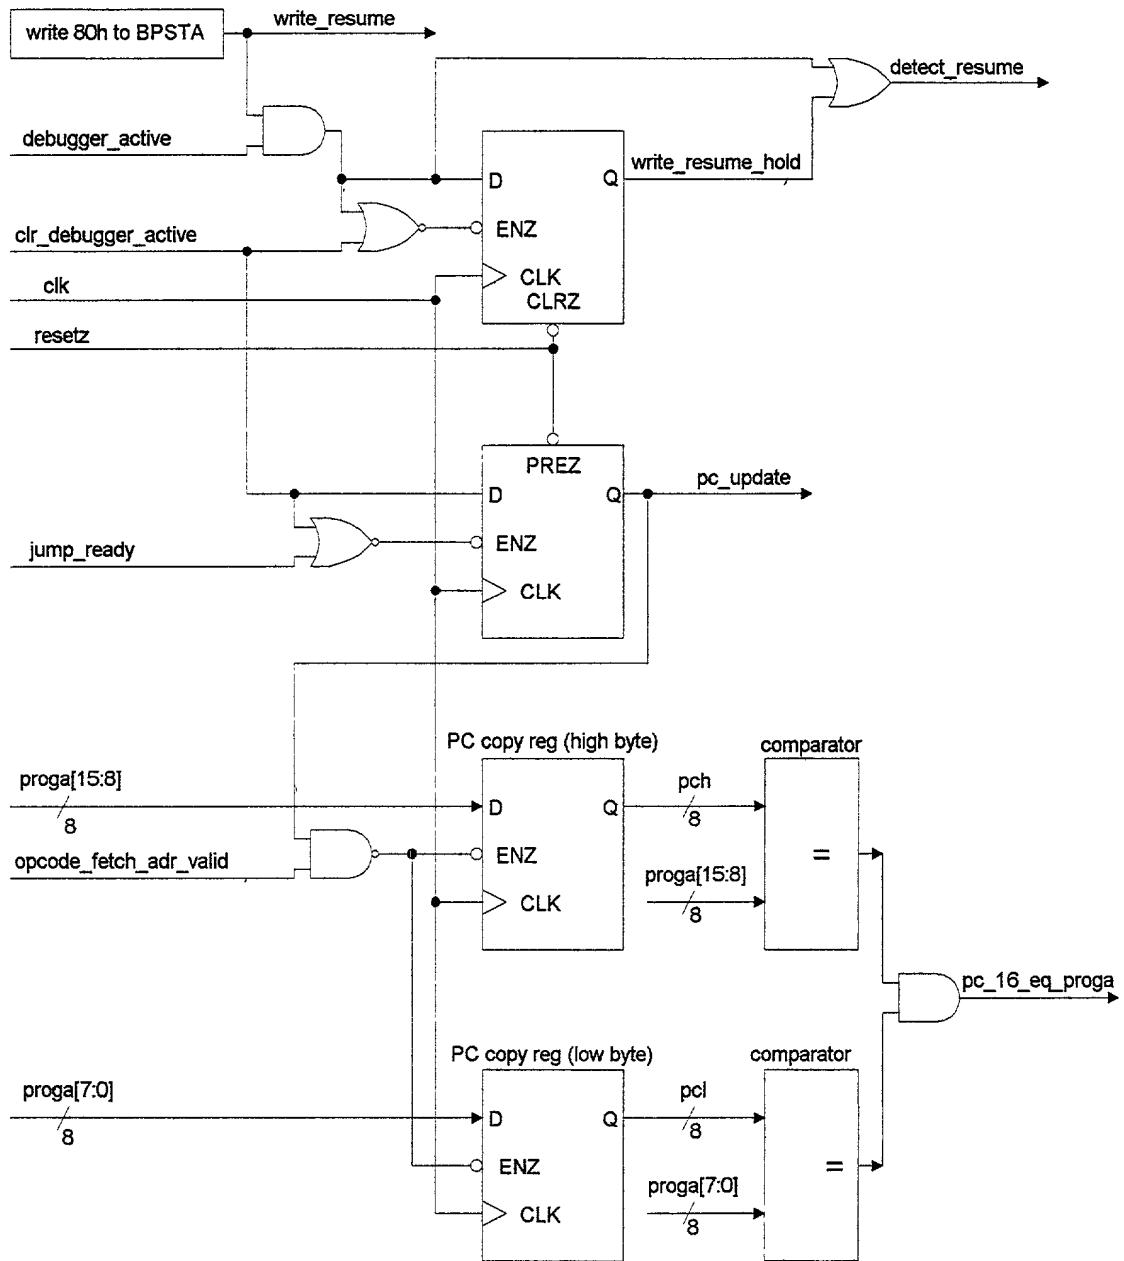 write 80h to BPSTA
write_resume
detect_resume
debugger_active
D
Q
write_resume_hold
clr_debugger_active
ENZ
clk
CLK
CLRZ
resetz
PREZ
D
Q
pc_update
jump_ready
ENZ
CLK
PC copy reg (high byte)
comparator
proga[15:8]
8
D
Q
pch
8
opcode_fetch_adr_valid
ENZ
=
proga[15:8]
8
CLK
pc_16_eq_proga
PC copy reg (low byte)
comparator
proga[7:0]
8
D
Q
pcl
8
ENZ
=
proga[7:0]
8
CLK